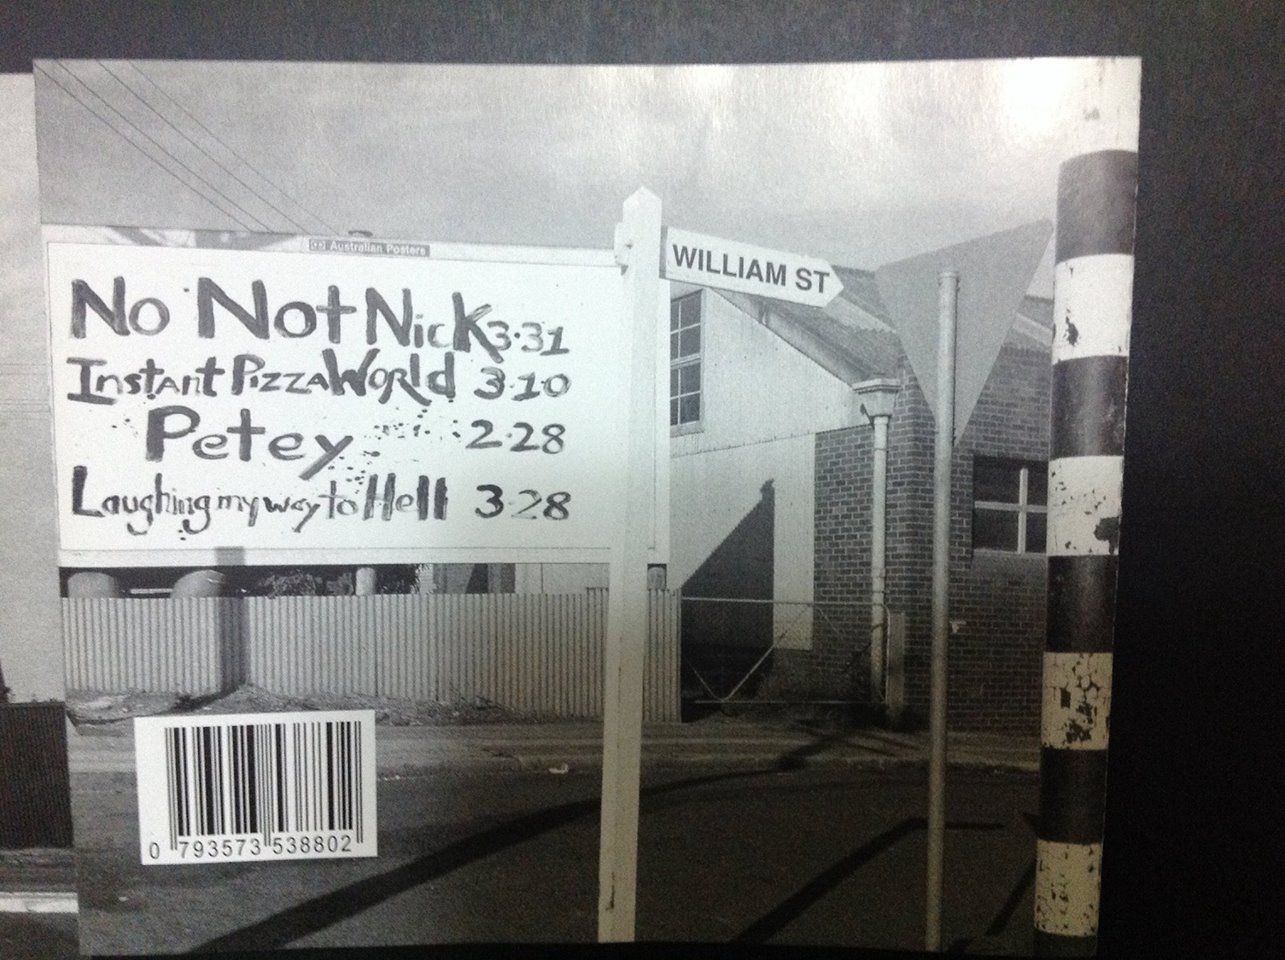 Australian Posters
WILLIAM ST
No Not Nick 3.31
Instant Pizza World 3.10
Petey 2.28
Laughing my way to Hell 3.28
0 793573 538802